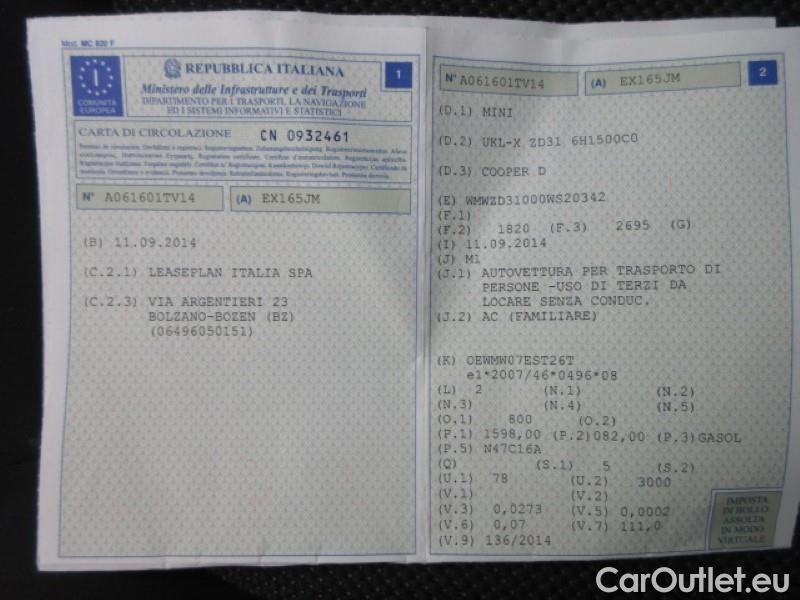 Mod. MC 820 F
REPUBBLICA ITALIANA
1
I
COMUNITÀ
EUROPEA
Ministero delle Infrastrutture e dei Trasporti
DIPARTIMENTO PER I TRASPORTI, LA NAVIGAZIONE
ED I SISTEMI INFORMATIVI E STATISTICI
CARTA DI CIRCOLAZIONE CN 0932461
N° A061601TV14 (A) EX165JM
(B) 11.09.2014
(C.2.1) LEASEPLAN ITALIA SPA
(C.2.3) VIA ARGENTIERI 23
BOLZANO-BOZEN (BZ)
(06496050151)
N° A061601TV14 (A) EX165JM
2
(D.1) MINI
(D.2) UKL-X ZD31 6H1500C0
(D.3) COOPER D
(E) WMWZD31000WS20342
(F.1)
(F.2) 1820 (F.3) 2695 (G)
(I) 11.09.2014
(J) M1
(J.1) AUTOVETTURA PER TRASPORTO DI
PERSONE -USO DI TERZI DA
LOCARE SENZA CONDUC.
(J.2) AC (FAMILIARE)
(K) OEWMW07EST26T
e1*2007/46*0496*08
(L) 2 (N.1) (N.2)
(N.3) (N.4) (N.5)
(O.1) 800 (O.2)
(P.1) 1598,00 (P.2)082,00 (P.3)GASOL
(P.5) N47C16A
(Q) (S.1) 5 (S.2)
(U.1) 78 (U.2) 3000
(V.1) (V.2)
(V.3) 0,0273 (V.5) 0,0002
(V.6) 0,07 (V.7) 111,0
(V.9) 136/2014
IMPOSTA
DI BOLLO
ASSOLTA
IN MODO
VIRTUALE
CarOutlet.eu